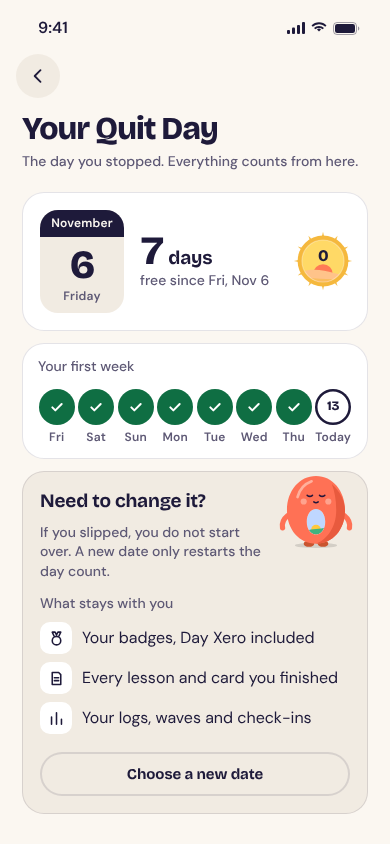 9:41
Your Quit Day
The day you stopped. Everything counts from here.
November
6
Friday
7 days
free since Fri, Nov 6
0
Your first week
13
Fri Sat Sun Mon Tue Wed Thu Today
Need to change it?
If you slipped, you do not start
over. A new date only restarts the
day count.
What stays with you
Your badges, Day Xero included
Every lesson and card you finished
Your logs, waves and check-ins
Choose a new date